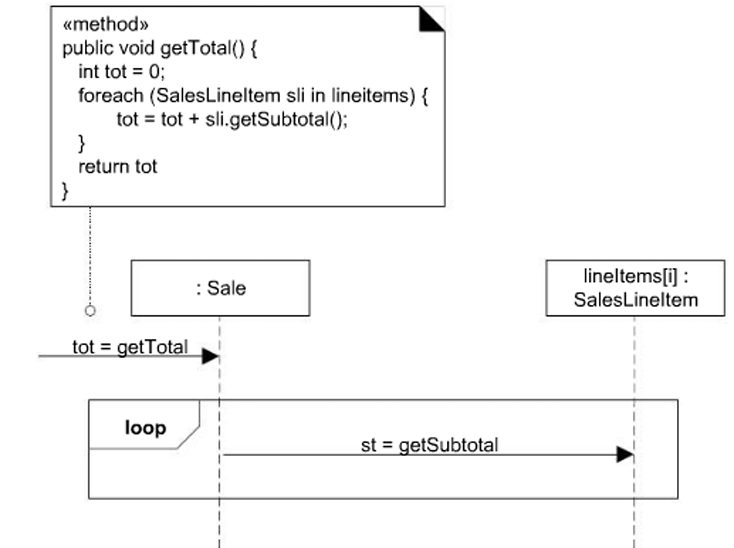 «method»
public void getTotal() {
int tot = 0;
foreach (SalesLineItem sli in lineitems) {
tot = tot + sli.getSubtotal();
}
return tot
}
: Sale
lineItems[i] :
SalesLineItem
tot = getTotal
loop
st = getSubtotal